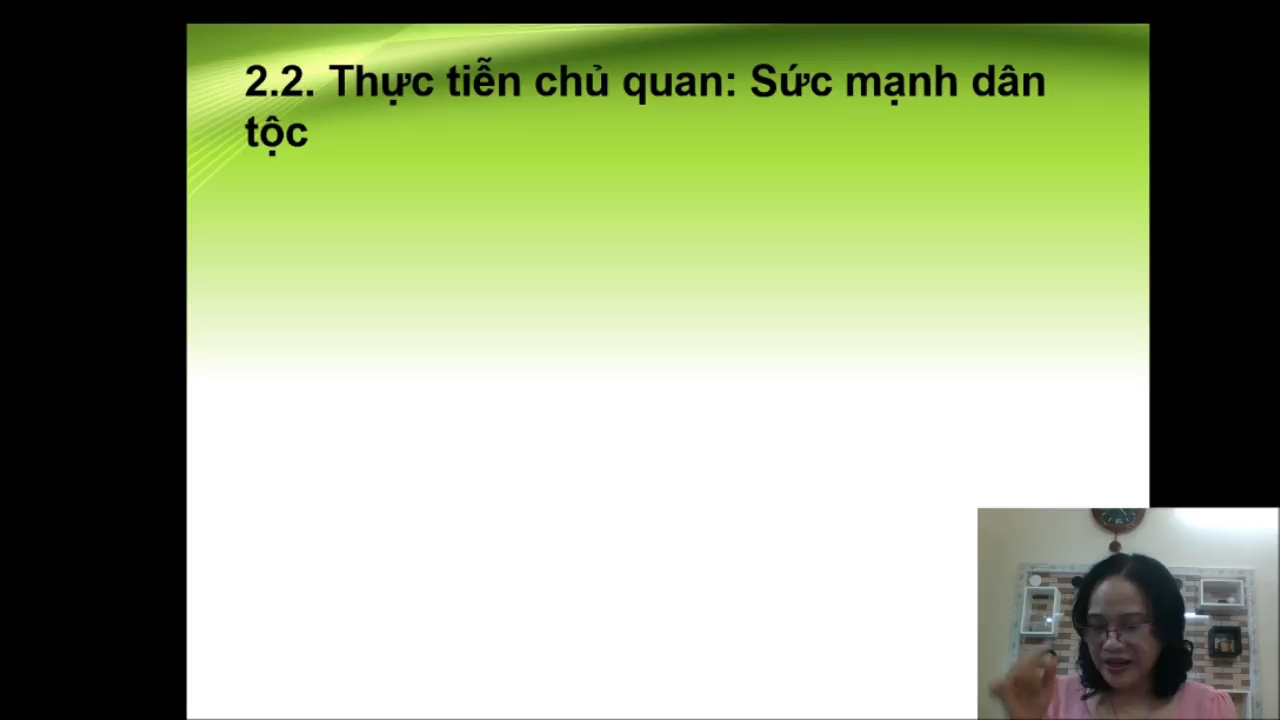 2.2. Thực tiễn chủ quan: Sức mạnh dân
tộc